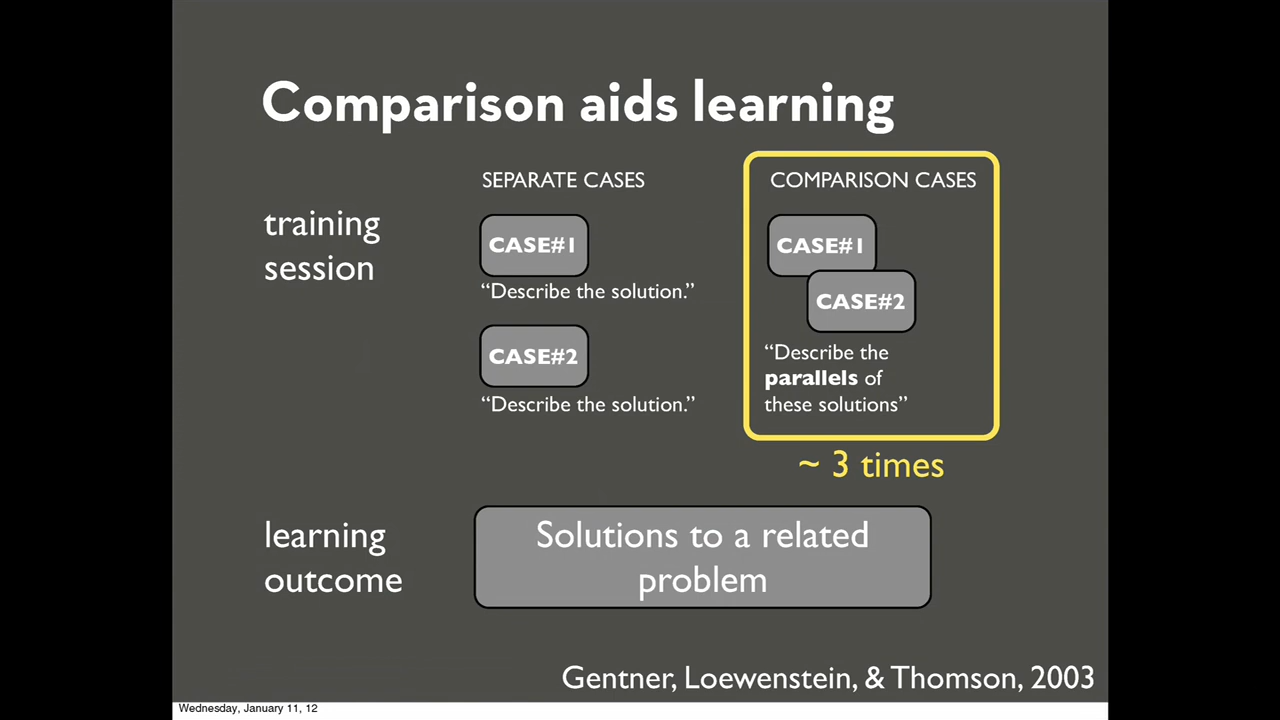 Comparison aids learning
SEPARATE CASES
COMPARISON CASES
training
session
CASE#1
“Describe the solution.”
CASE#2
“Describe the solution.”
CASE#1
CASE#2
“Describe the
parallels of
these solutions”
~ 3 times
learning
outcome
Solutions to a related
problem
Gentner, Loewenstein, & Thomson, 2003
Wednesday, January 11, 12